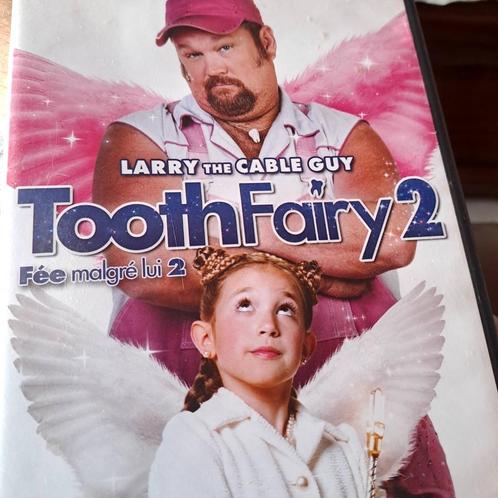 LARRY THE CABLE GUY
Tooth Fairy 2
Fée malgré lui 2